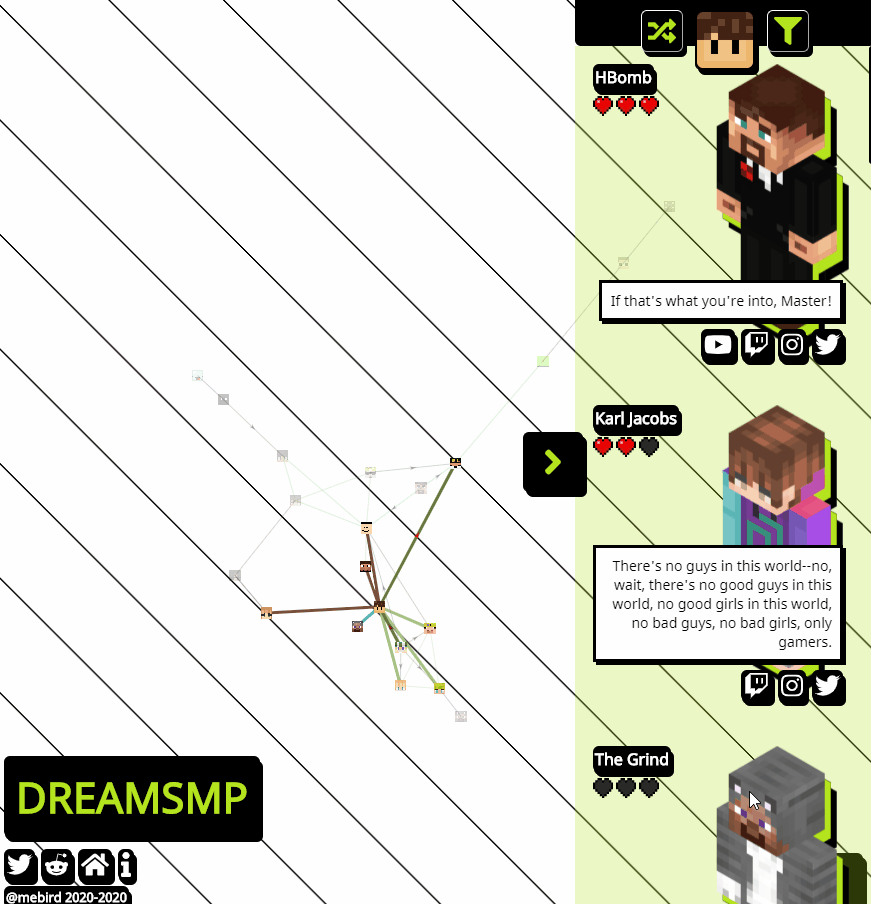 HBomb
If that's what you're into, Master!
Karl Jacobs
There's no guys in this world--no,
wait, there's no good guys in this
world, no good girls in this world,
no bad guys, no bad girls, only
gamers.
The Grind
DREAMSMP
@mebird 2020-2020